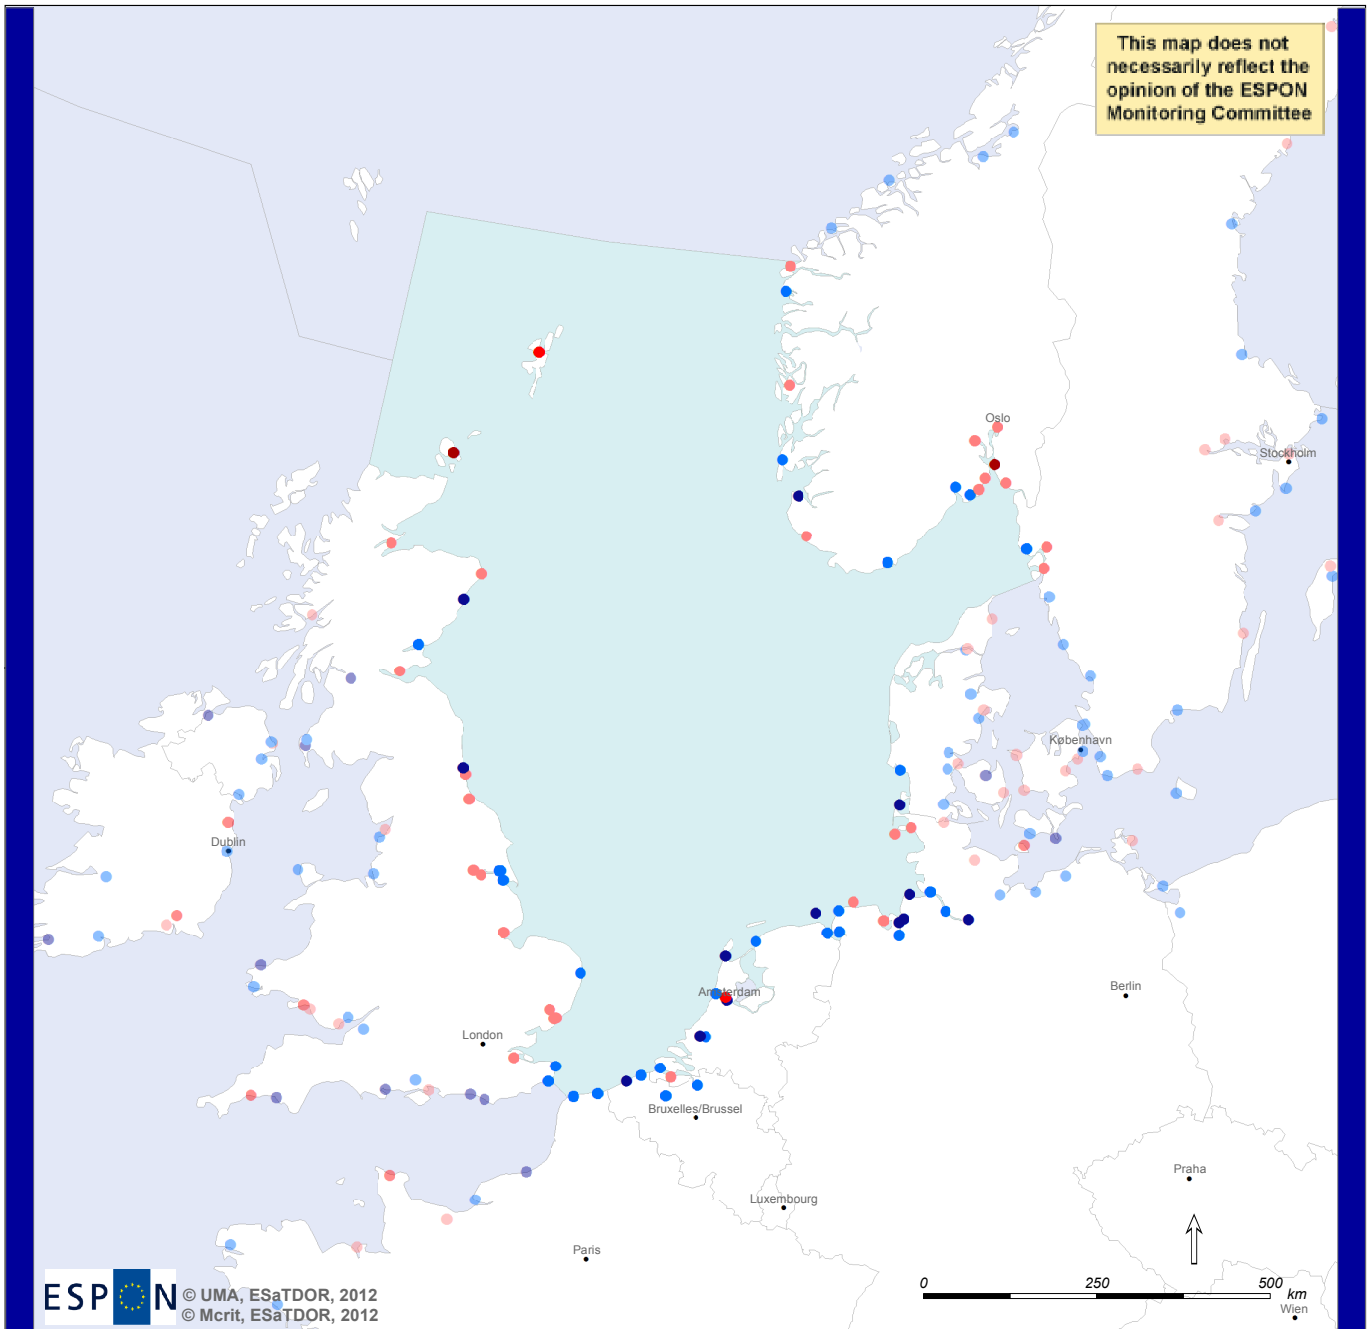 This map does not
necessarily reflect the
opinion of the ESPON
Monitoring Committee
Oslo
Stockholm
København
Dublin
Amsterdam
Berlin
London
Bruxelles/Brussel
Praha
Luxembourg
Paris
ESPON
© UMA, ESaTDOR, 2012
© Mcrit, ESaTDOR, 2012
0 250 500
km
Wien